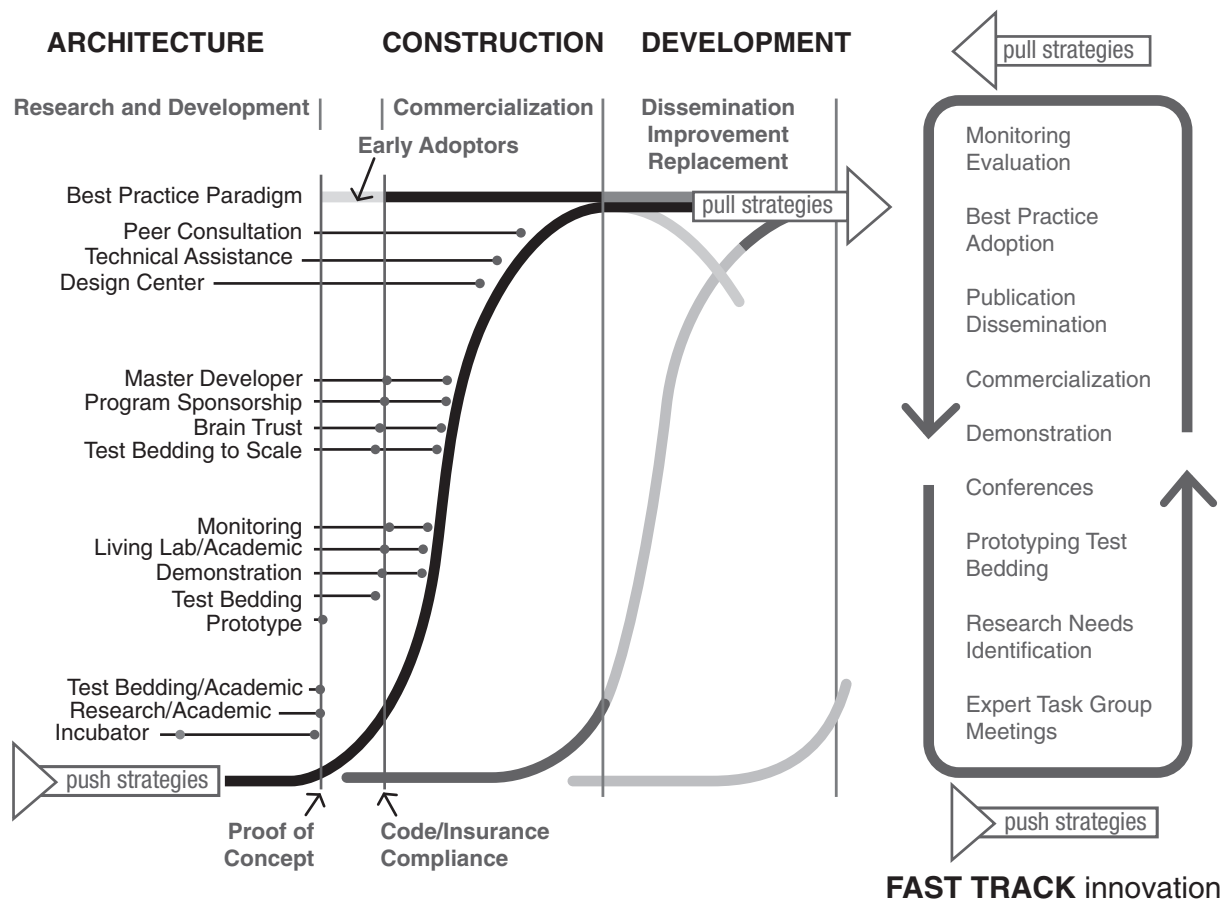 ARCHITECTURE
CONSTRUCTION
DEVELOPMENT
Research and Development
Commercialization
Dissemination
Improvement
Replacement
Early Adoptors
Best Practice Paradigm
Peer Consultation
Technical Assistance
Design Center
Master Developer
Program Sponsorship
Brain Trust
Test Bedding to Scale
Monitoring
Living Lab/Academic
Demonstration
Test Bedding
Prototype
Test Bedding/Academic
Research/Academic
Incubator
push strategies
pull strategies
Proof of
Concept
Code/Insurance
Compliance
pull strategies
Monitoring
Evaluation
Best Practice
Adoption
Publication
Dissemination
Commercialization
Demonstration
Conferences
Prototyping Test
Bedding
Research Needs
Identification
Expert Task Group
Meetings
push strategies
FAST TRACK innovation